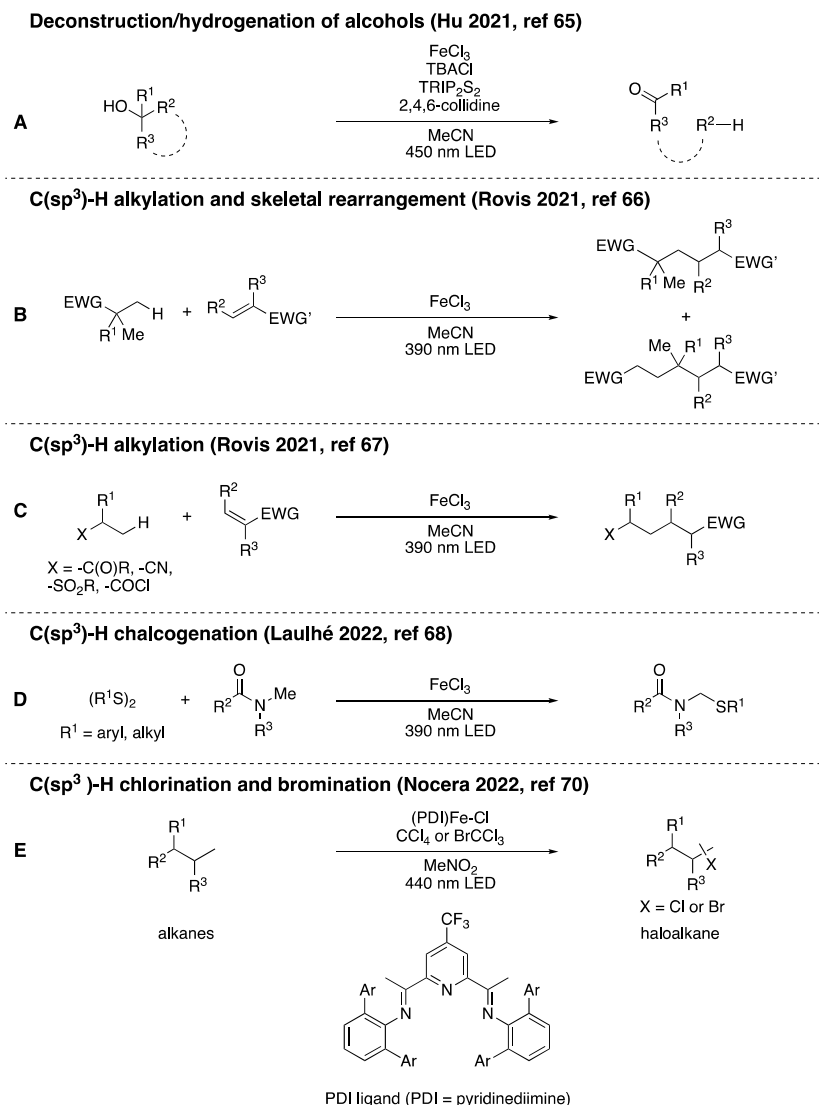 Deconstruction/hydrogenation of alcohols (Hu 2021, ref 65)
A
HO
R¹
R²
R³
FeCl₃
TBACl
TRIP₂S₂
2,4,6-collidine
MeCN
450 nm LED
O
R¹
R³
R²–H
C(sp³)-H alkylation and skeletal rearrangement (Rovis 2021, ref 66)
B
EWG
H
R¹ Me
+
R³
R²
EWG'
FeCl₃
MeCN
390 nm LED
R³
EWG
EWG'
R¹ Me
R²
+
Me R¹ R³
EWG
EWG'
R²
C(sp³)-H alkylation (Rovis 2021, ref 67)
C
R¹
H
X
X = -C(O)R, -CN,
-SO₂R, -COCl
+
R²
EWG
R³
FeCl₃
MeCN
390 nm LED
R¹ R²
EWG
X
R³
C(sp³)-H chalcogenation (Laulhé 2022, ref 68)
D
(R¹S)₂
R¹ = aryl, alkyl
+
O
Me
R² N
R³
FeCl₃
MeCN
390 nm LED
O
R² N SR¹
R³
C(sp³ )-H chlorination and bromination (Nocera 2022, ref 70)
E
R¹
R²
R³
alkanes
(PDI)Fe-Cl
CCl₄ or BrCCl₃
MeNO₂
440 nm LED
R¹
R²
X
R³
X = Cl or Br
haloalkane
CF₃
Ar N Ar
N N
Ar Ar
PDI ligand (PDI = pyridinediimine)